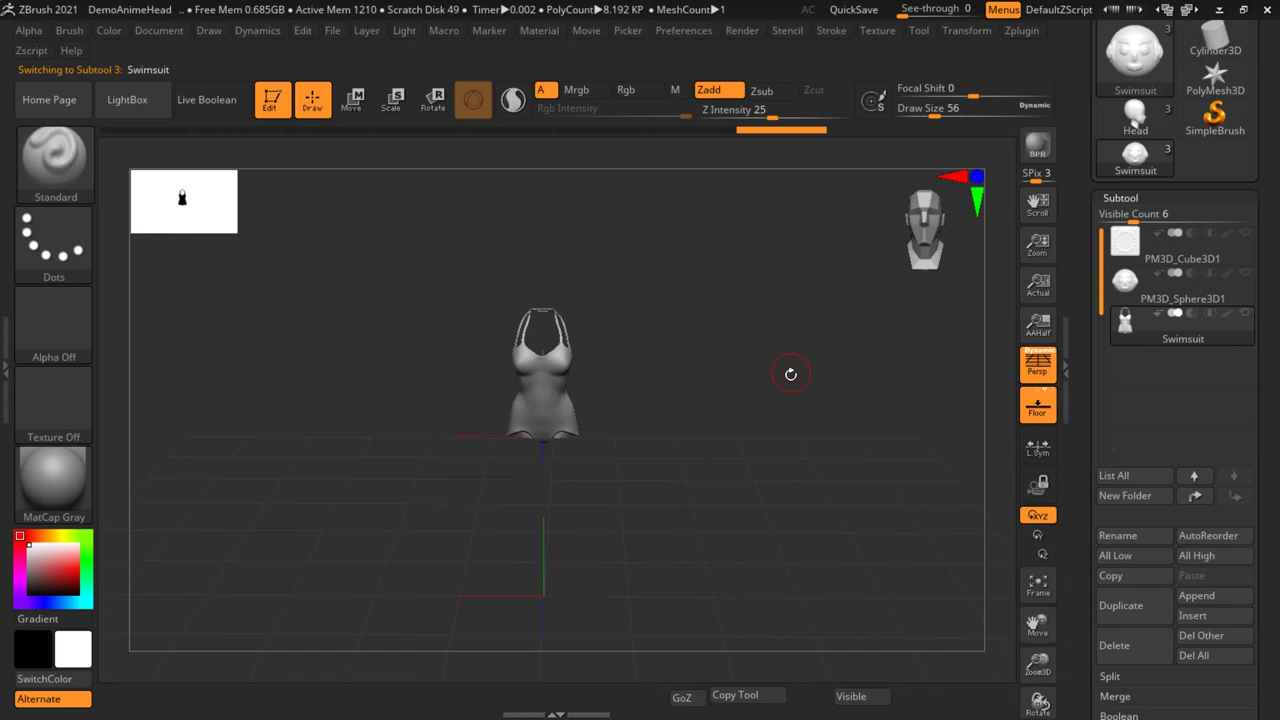 ZBrush 2021 DemoAnimeHead .. • Free Mem 0.685GB • Active Mem 1210 • Scratch Disk 49 • Timer▶0.002 • PolyCount▶8.192 KP • MeshCount▶1 AC QuickSave See-through 0 Menus DefaultZScript
Alpha Brush Color Document Draw Dynamics Edit File Layer Light Macro Marker Material Movie Picker Preferences Render Stencil Stroke Texture Tool Transform Zplugin
Zscript Help
Switching to Subtool 3: Swimsuit
Home Page LightBox Live Boolean Edit Draw Move Scale Rotate A Mrgb Rgb M Zadd Zsub Zcut Focal Shift 0
Rgb Intensity Z Intensity 25 S Draw Size 56 Dynamic
Standard
Dots
Alpha Off
Texture Off
MatCap Gray
Gradient
SwitchColor
Alternate
BPR
SPix 3
Scroll
Zoom
Actual
AAHalf
Dynamic
Persp
Floor
L.Sym
XYZ
Frame
Move
Zoom3D
Rotate
GoZ Copy Tool Visible
3 Cylinder3D
Swimsuit PolyMesh3D
Head SimpleBrush
3
Swimsuit
Subtool
Visible Count 6
PM3D_Cube3D1
PM3D_Sphere3D1
Swimsuit
List All
New Folder
Rename AutoReorder
All Low All High
Copy Paste
Duplicate Append
Insert
Delete Del Other
Del All
Split
Merge
Boolean